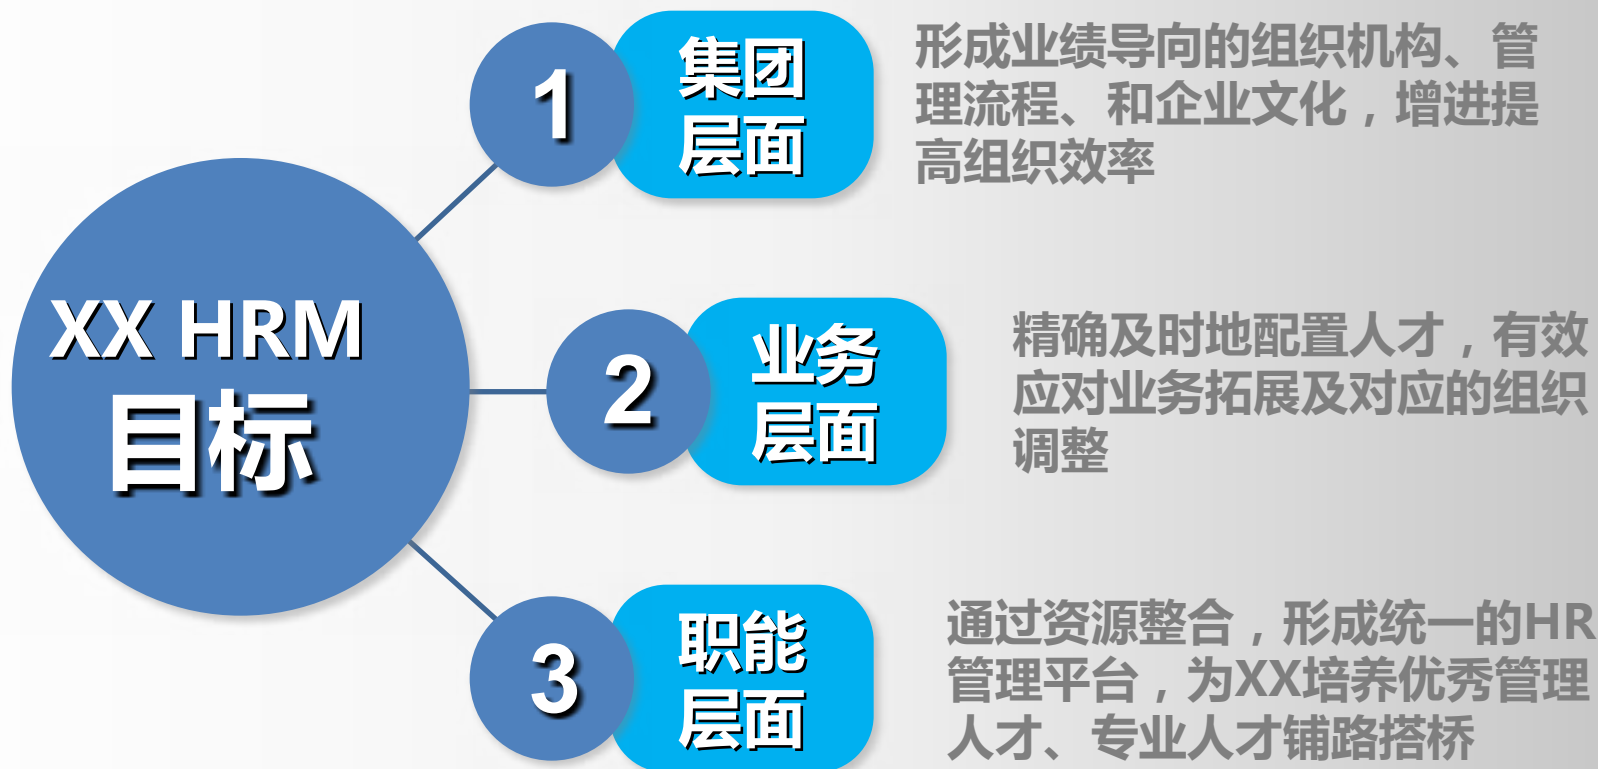 XX HRM
目标
1
集团
层面
形成业绩导向的组织机构、管
理流程、和企业文化，增进提
高组织效率
2
业务
层面
精确及时地配置人才，有效
应对业务拓展及对应的组织
调整
3
职能
层面
通过资源整合，形成统一的HR
管理平台，为XX培养优秀管理
人才、专业人才铺路搭桥